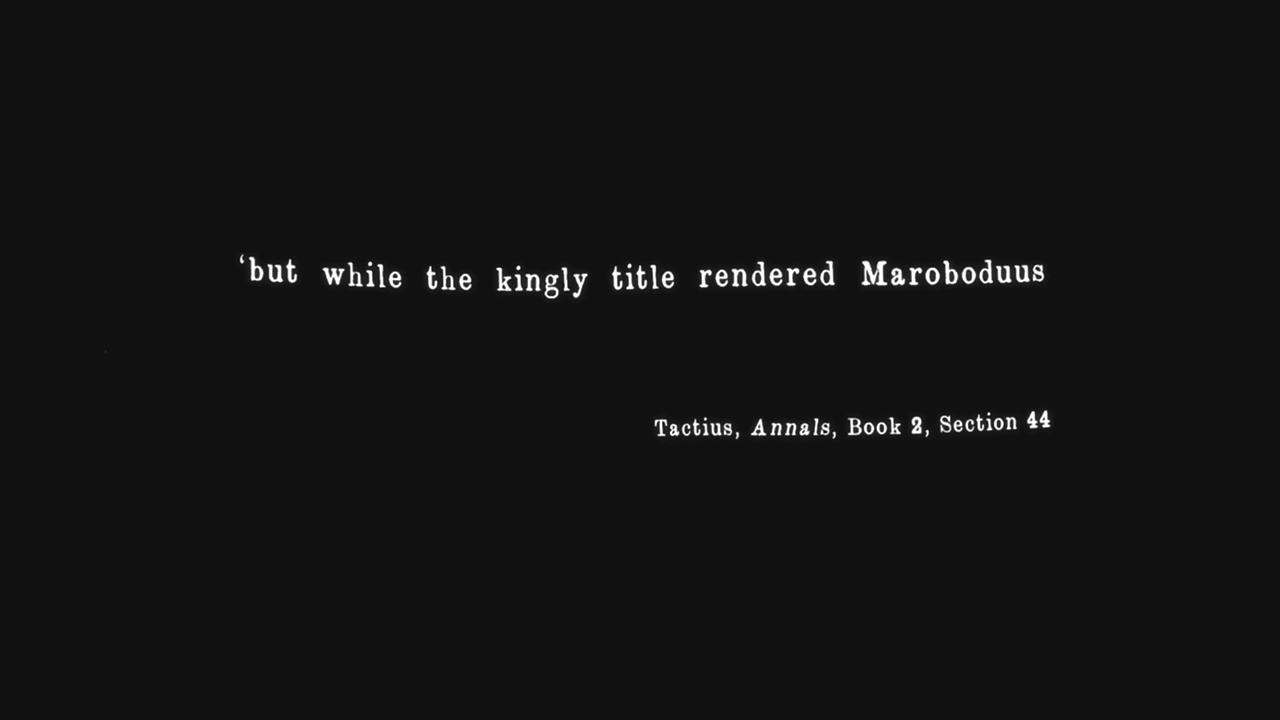 ‘but while the kingly title rendered Maroboduus
Tactius, Annals, Book 2, Section 44